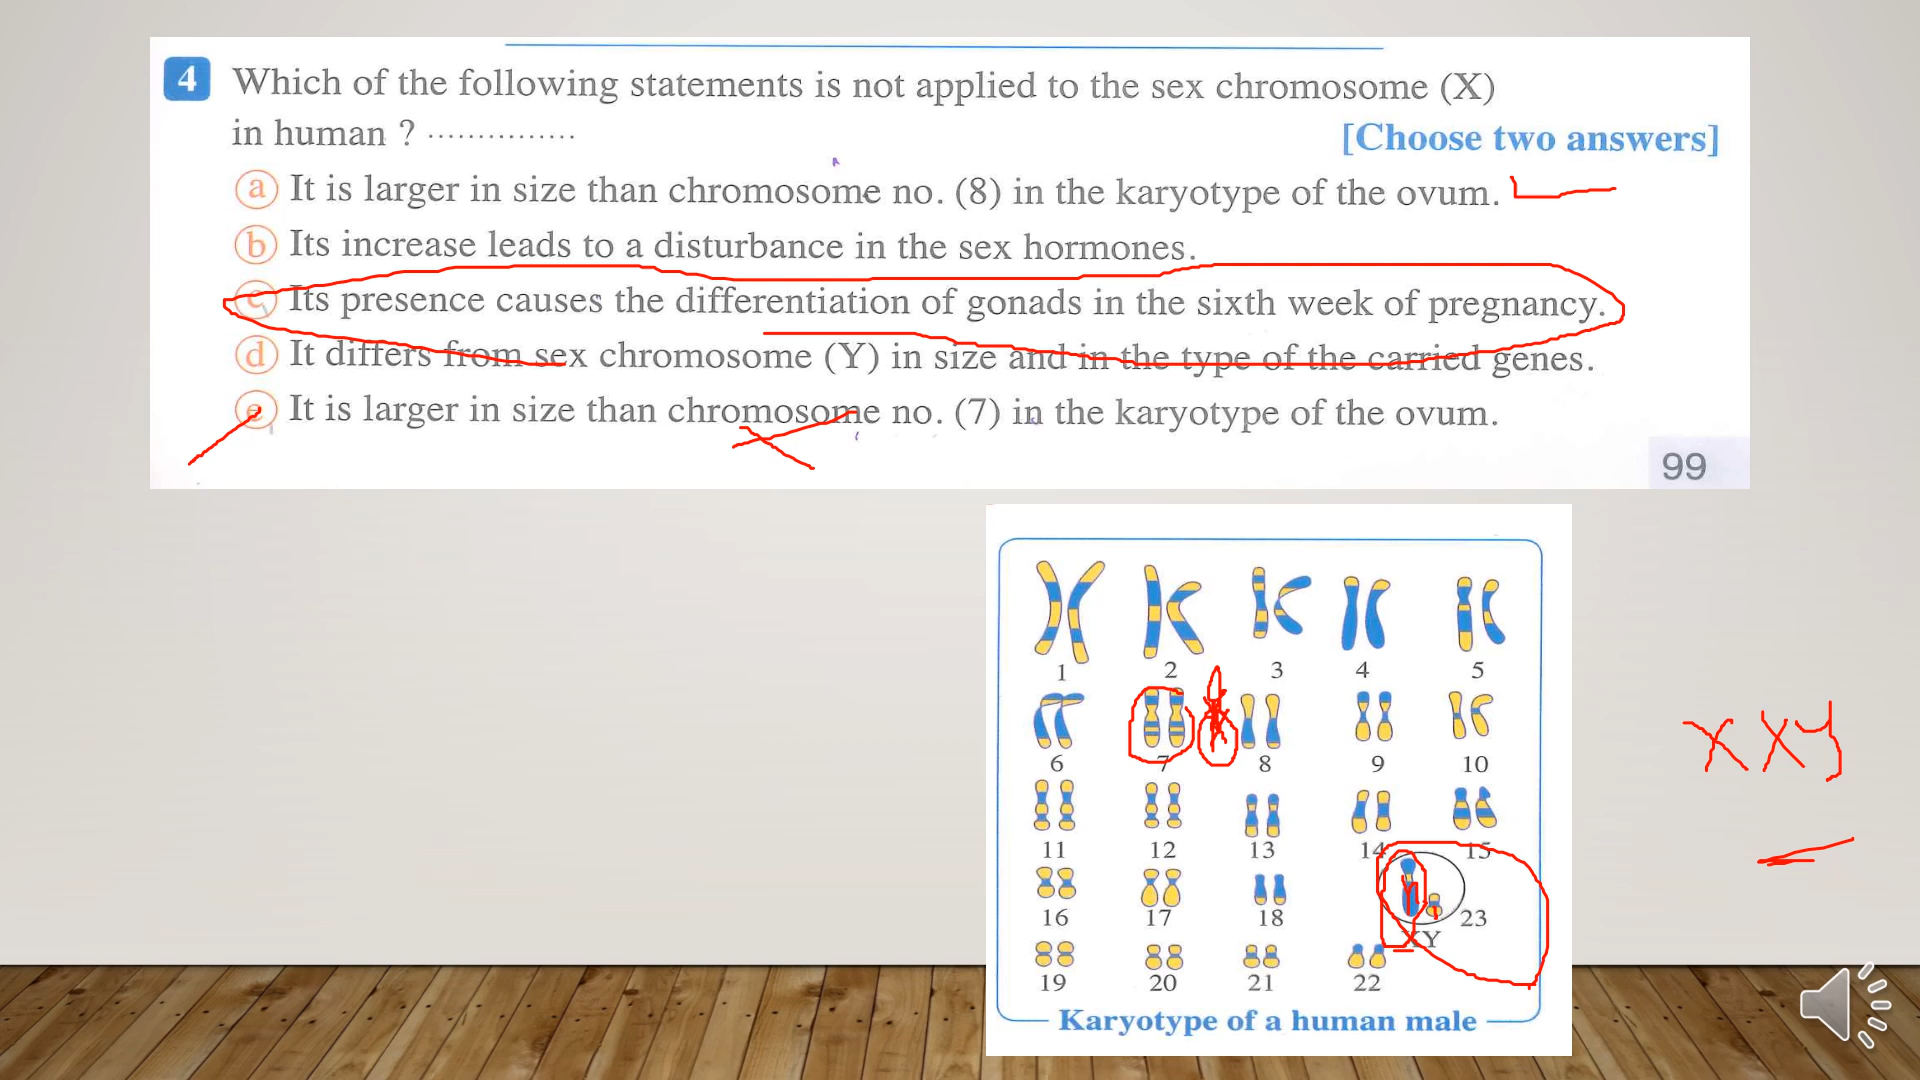 4 Which of the following statements is not applied to the sex chromosome (X)
in human ? ...............
[Choose two answers]
a It is larger in size than chromosome no. (8) in the karyotype of the ovum.
b Its increase leads to a disturbance in the sex hormones.
c Its presence causes the differentiation of gonads in the sixth week of pregnancy.
d It differs from sex chromosome (Y) in size and in the type of the carried genes.
e It is larger in size than chromosome no. (7) in the karyotype of the ovum.
99
1 2 3 4 5
6 7 8 9 10
11 12 13 14 15
16 17 18 23
XY
19 20 21 22
Karyotype of a human male
X X y